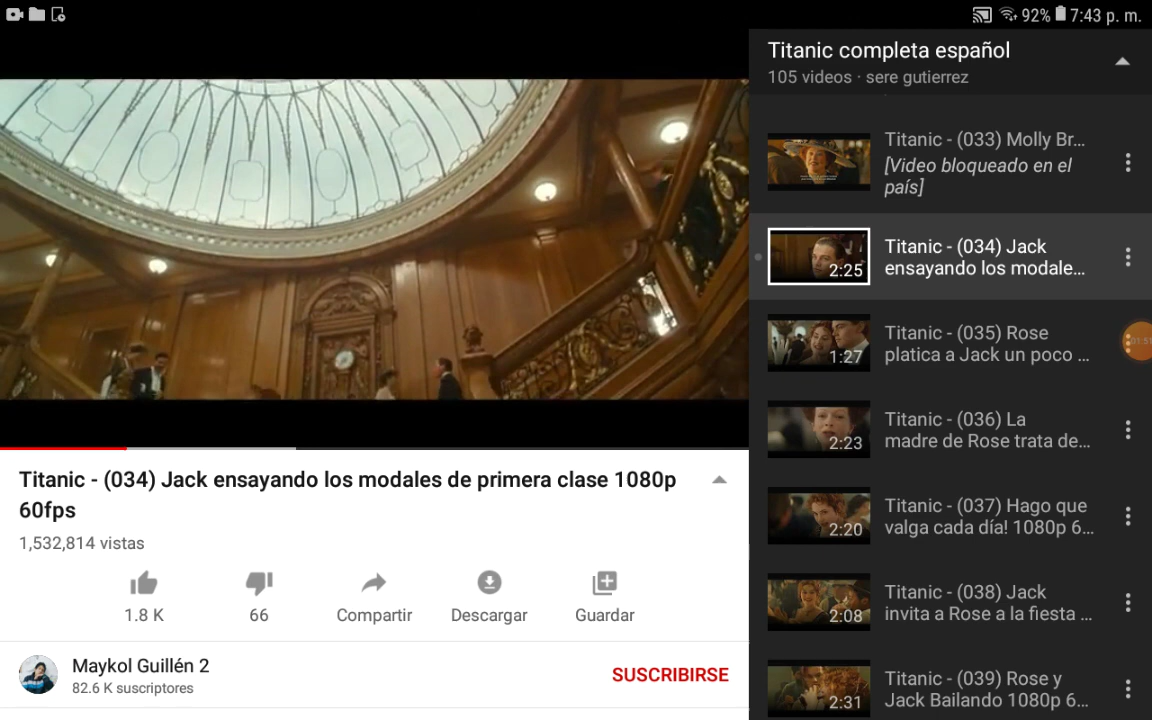 92% 7:43 p. m.
Titanic completa español
105 videos · sere gutierrez
Titanic - (033) Molly Br...
[Video bloqueado en el
país]
Titanic - (034) Jack
ensayando los modale...
2:25
Titanic - (035) Rose
platica a Jack un poco ...
1:27
Titanic - (036) La
madre de Rose trata de...
2:23
Titanic - (037) Hago que
valga cada día! 1080p 6...
2:20
Titanic - (038) Jack
invita a Rose a la fiesta ...
2:08
Titanic - (039) Rose y
Jack Bailando 1080p 6...
2:31
01:51
Titanic - (034) Jack ensayando los modales de primera clase 1080p
60fps
1,532,814 vistas
1.8 K 66 Compartir Descargar Guardar
Maykol Guillén 2
82.6 K suscriptores
SUSCRIBIRSE